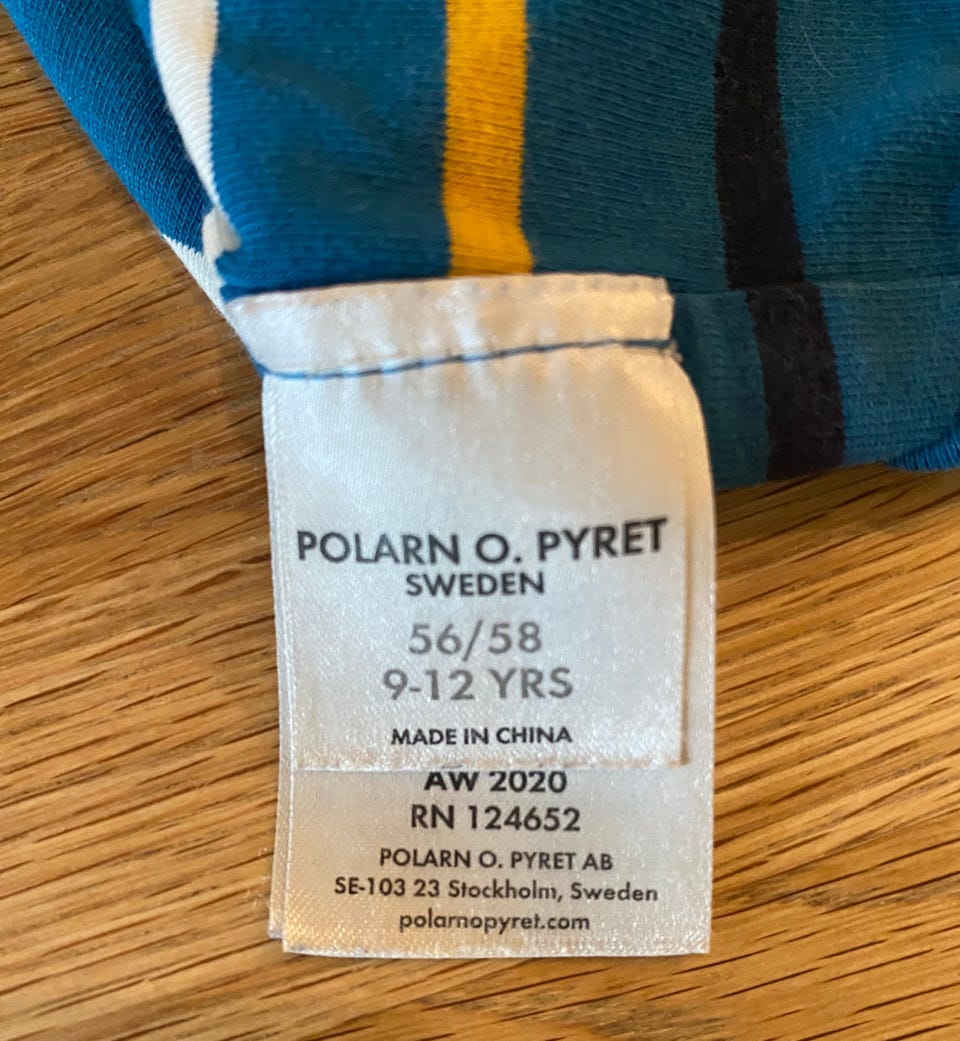 POLARN O. PYRET
SWEDEN
56/58
9-12 YRS
MADE IN CHINA
AW 2020
RN 124652
POLARN O. PYRET AB
SE-103 23 Stockholm, Sweden
polarnopyret.com